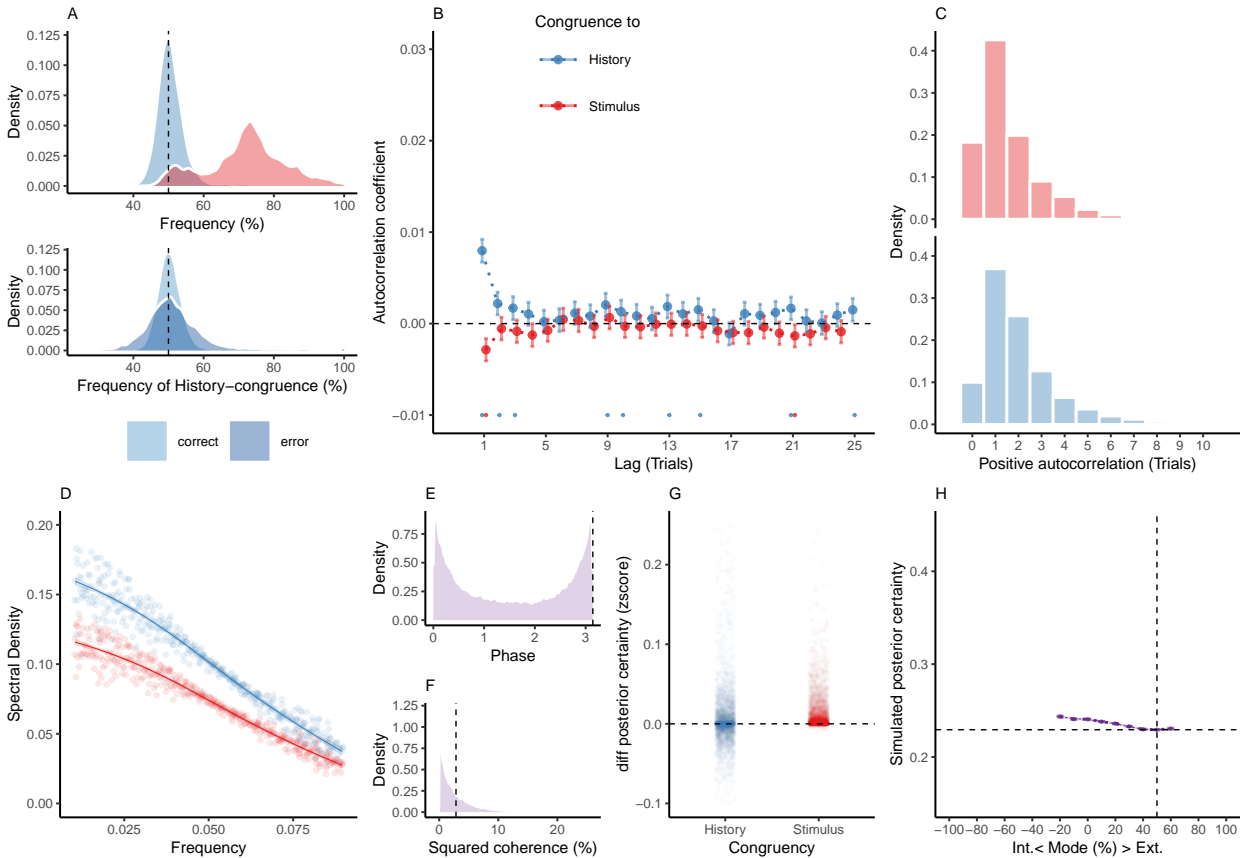 A
0.125
0.100
0.075
0.050
0.025
0.000
Density
40 60 80 100
Frequency (%)
0.125
0.100
0.075
0.050
0.025
0.000
Density
40 60 80 100
Frequency of History−congruence (%)
correct error
B
Congruence to
History
Stimulus
0.03
0.02
0.01
0.00
−0.01
Autocorrelation coefficient
1 5 9 13 17 21 25
Lag (Trials)
C
0.4
0.3
0.2
0.1
0.0
Density
0.4
0.3
0.2
0.1
0.0
0 1 2 3 4 5 6 7 8 9 10
Positive autocorrelation (Trials)
D
0.20
0.15
0.10
0.05
0.00
Spectral Density
0.025 0.050 0.075
Frequency
E
0.75
0.50
0.25
0.00
Density
0 1 2 3
Phase
F
1.25
1.00
0.75
0.50
0.25
0.00
Density
0 10 20
Squared coherence (%)
G
0.2
0.1
0.0
−0.1
diff posterior certainty (zscore)
History Stimulus
Congruency
H
0.4
0.3
0.2
Simulated posterior certainty
−100 −80 −60 −40 −20 0 20 40 60 80 100
Int.< Mode (%) > Ext.